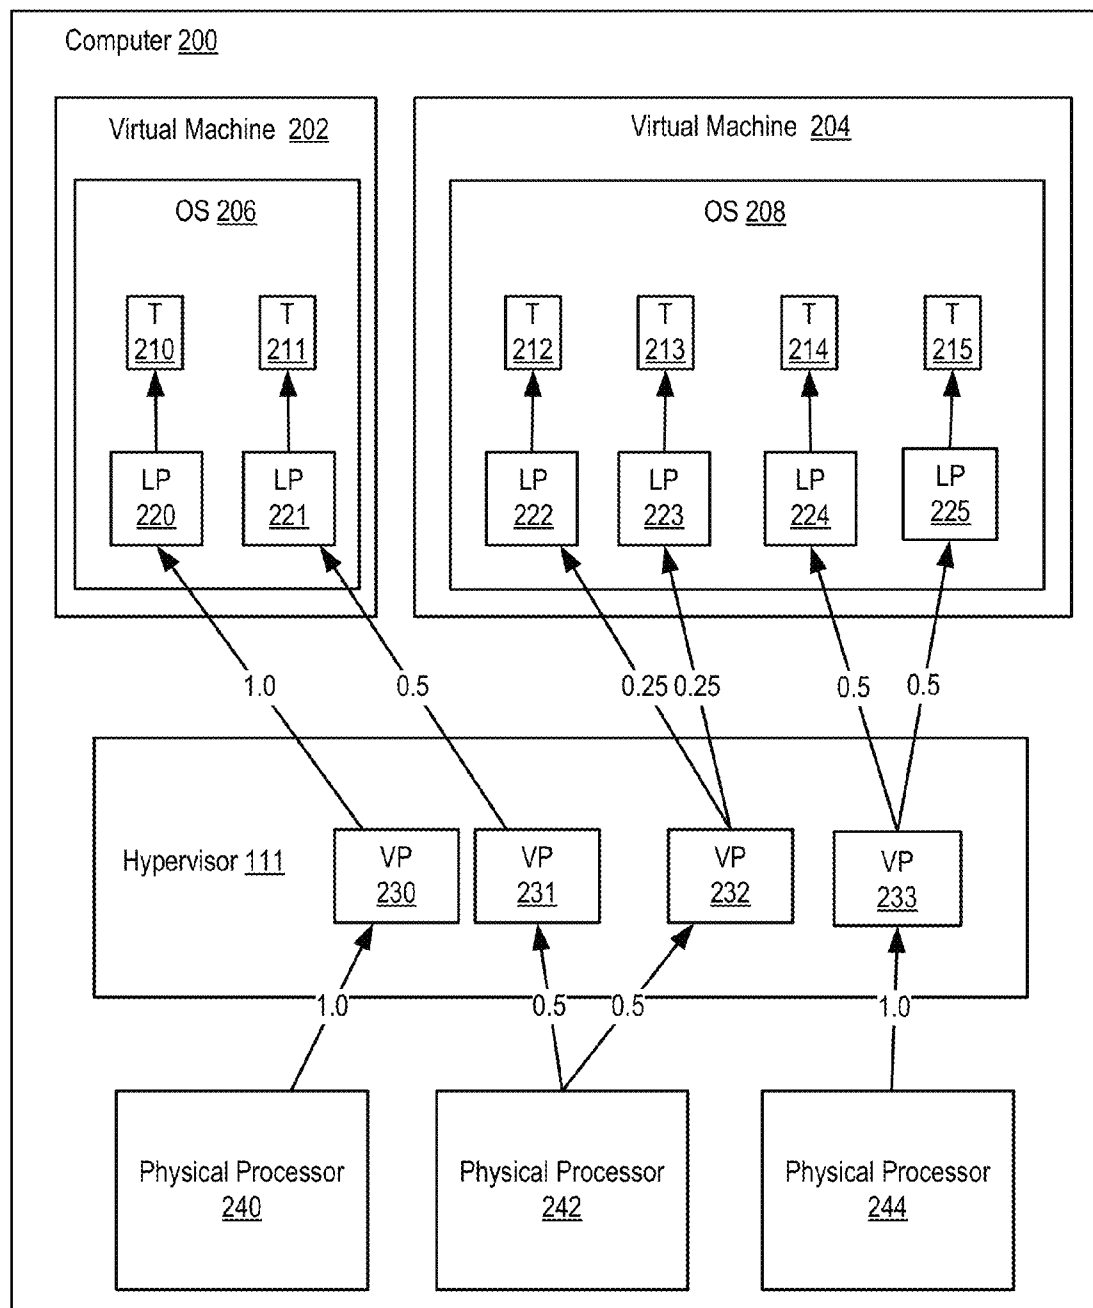 Computer 200
Virtual Machine 202
Virtual Machine 204
OS 206
OS 208
T
210
T
211
T
212
T
213
T
214
T
215
LP
220
LP
221
LP
222
LP
223
LP
224
LP
225
1.0
0.5
0.25
0.25
0.5
0.5
Hypervisor 111
VP
230
VP
231
VP
232
VP
233
1.0
0.5
0.5
1.0
Physical Processor
240
Physical Processor
242
Physical Processor
244